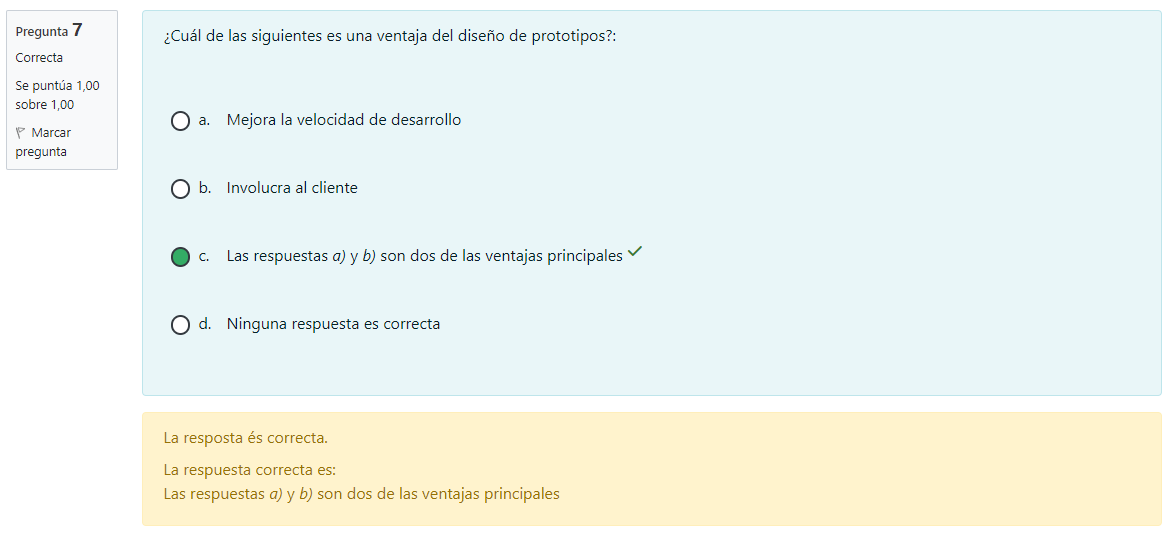 Pregunta 7
Correcta
Se puntúa 1,00
sobre 1,00
Marcar
pregunta
¿Cuál de las siguientes es una ventaja del diseño de prototipos?:
a. Mejora la velocidad de desarrollo
b. Involucra al cliente
c. Las respuestas a) y b) son dos de las ventajas principales
d. Ninguna respuesta es correcta
La resposta és correcta.
La respuesta correcta es:
Las respuestas a) y b) son dos de las ventajas principales